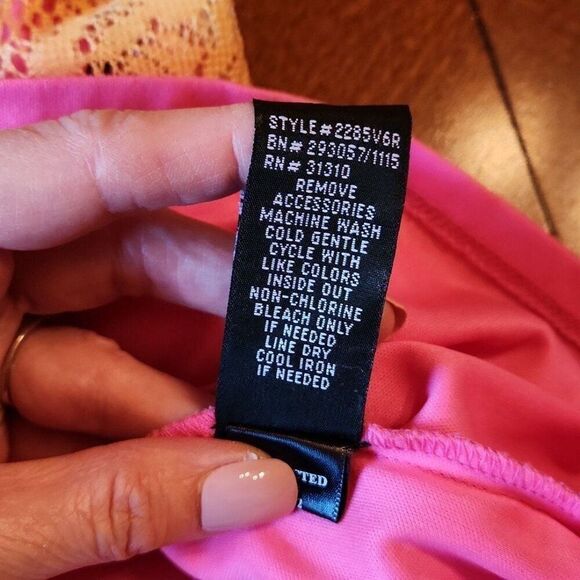 STYLE# 2285V6R
BN# 293057/1115
RN# 31310
REMOVE
ACCESSORIES
MACHINE WASH
COLD GENTLE
CYCLE WITH
LIKE COLORS
INSIDE OUT
NON-CHLORINE
BLEACH ONLY
IF NEEDED
LINE DRY
COOL IRON
IF NEEDED